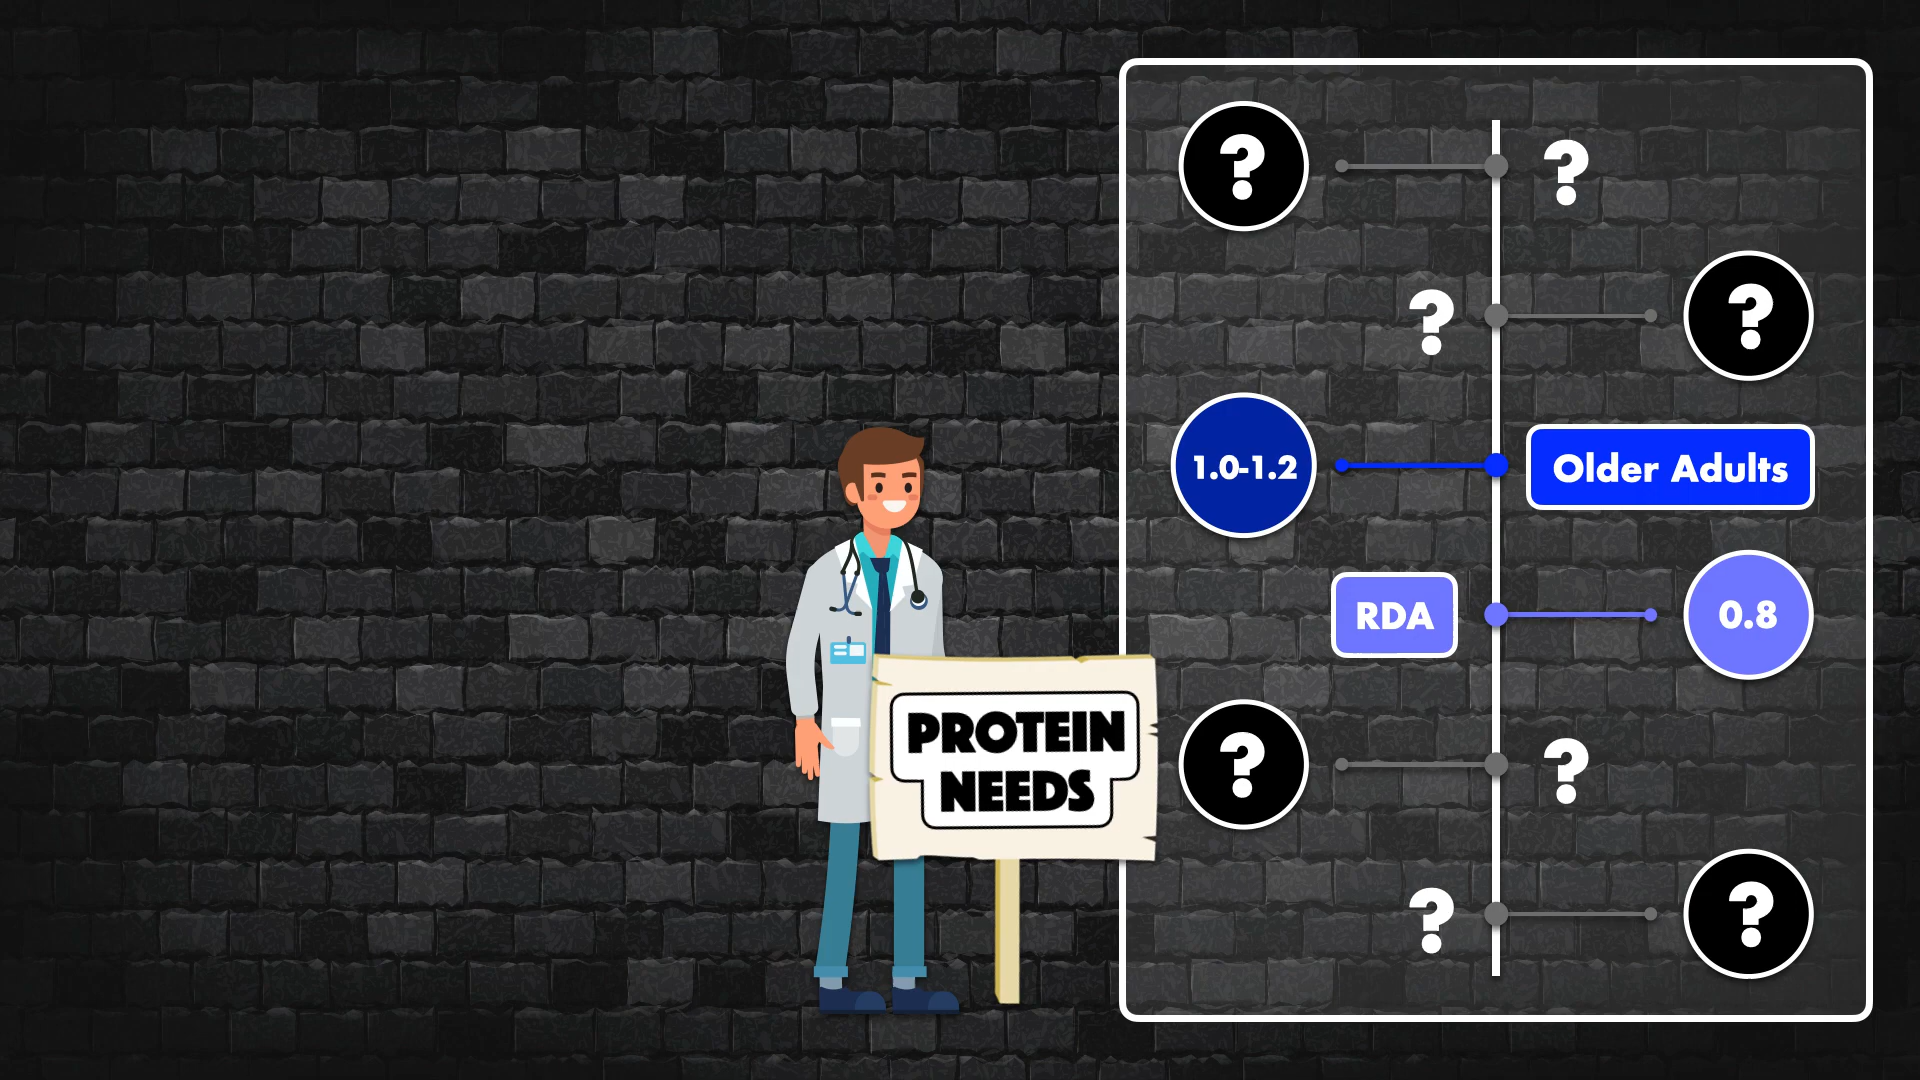 ?
?
?
?
1.0-1.2
Older Adults
RDA
0.8
PROTEIN
NEEDS
?
?
?
?